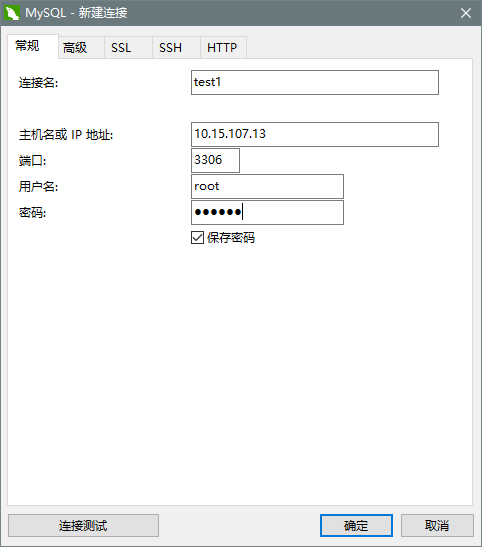 MySQL - 新建连接
常规 高级 SSL SSH HTTP
连接名: test1
主机名或 IP 地址: 10.15.107.13
端口: 3306
用户名: root
密码: ●●●●●●
保存密码
连接测试 确定 取消